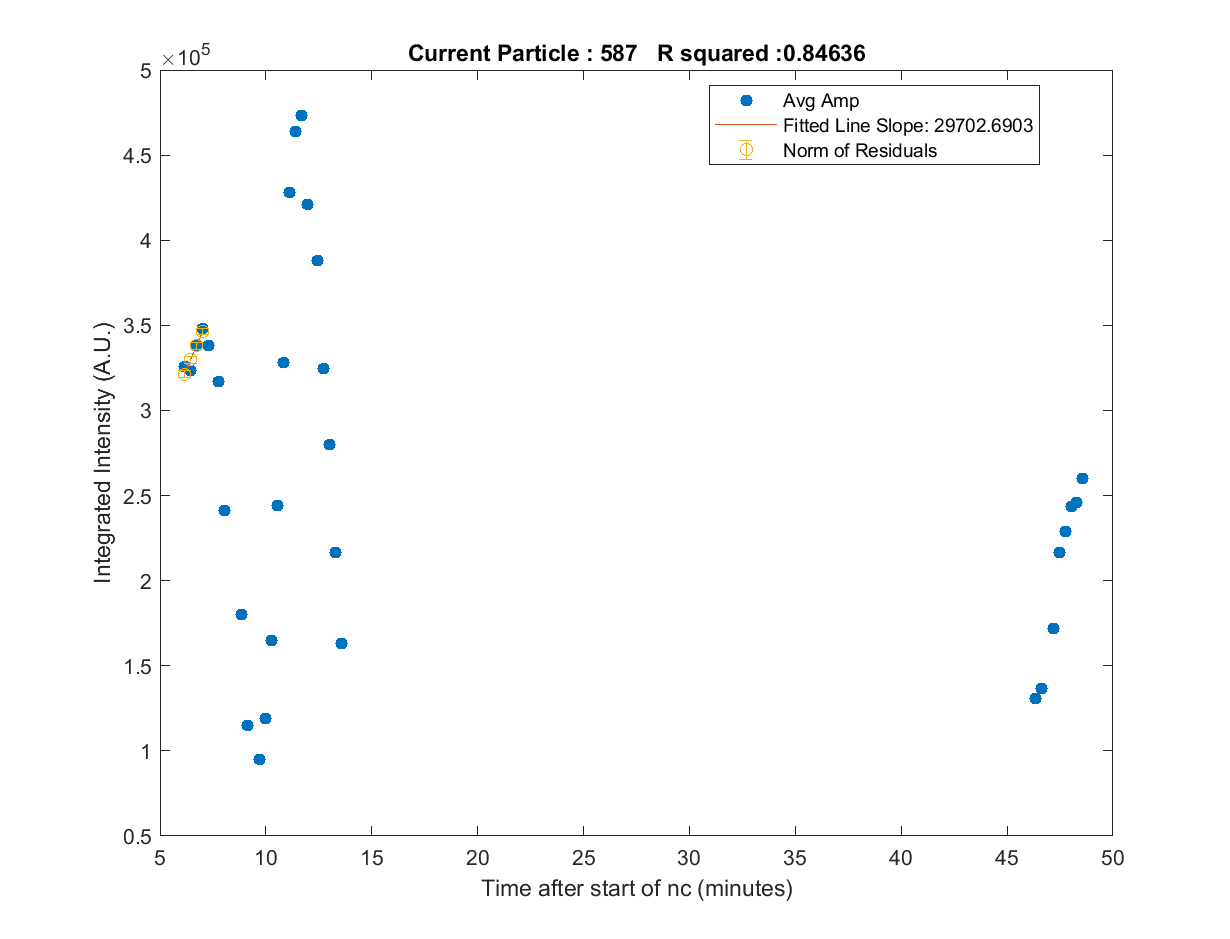 Current Particle : 587 R squared :0.84636
×10^5
5
4.5
4
3.5
3
2.5
2
1.5
1
0.5
Integrated Intensity (A.U.)
Avg Amp
Fitted Line Slope: 29702.6903
Norm of Residuals
5 10 15 20 25 30 35 40 45 50
Time after start of nc (minutes)